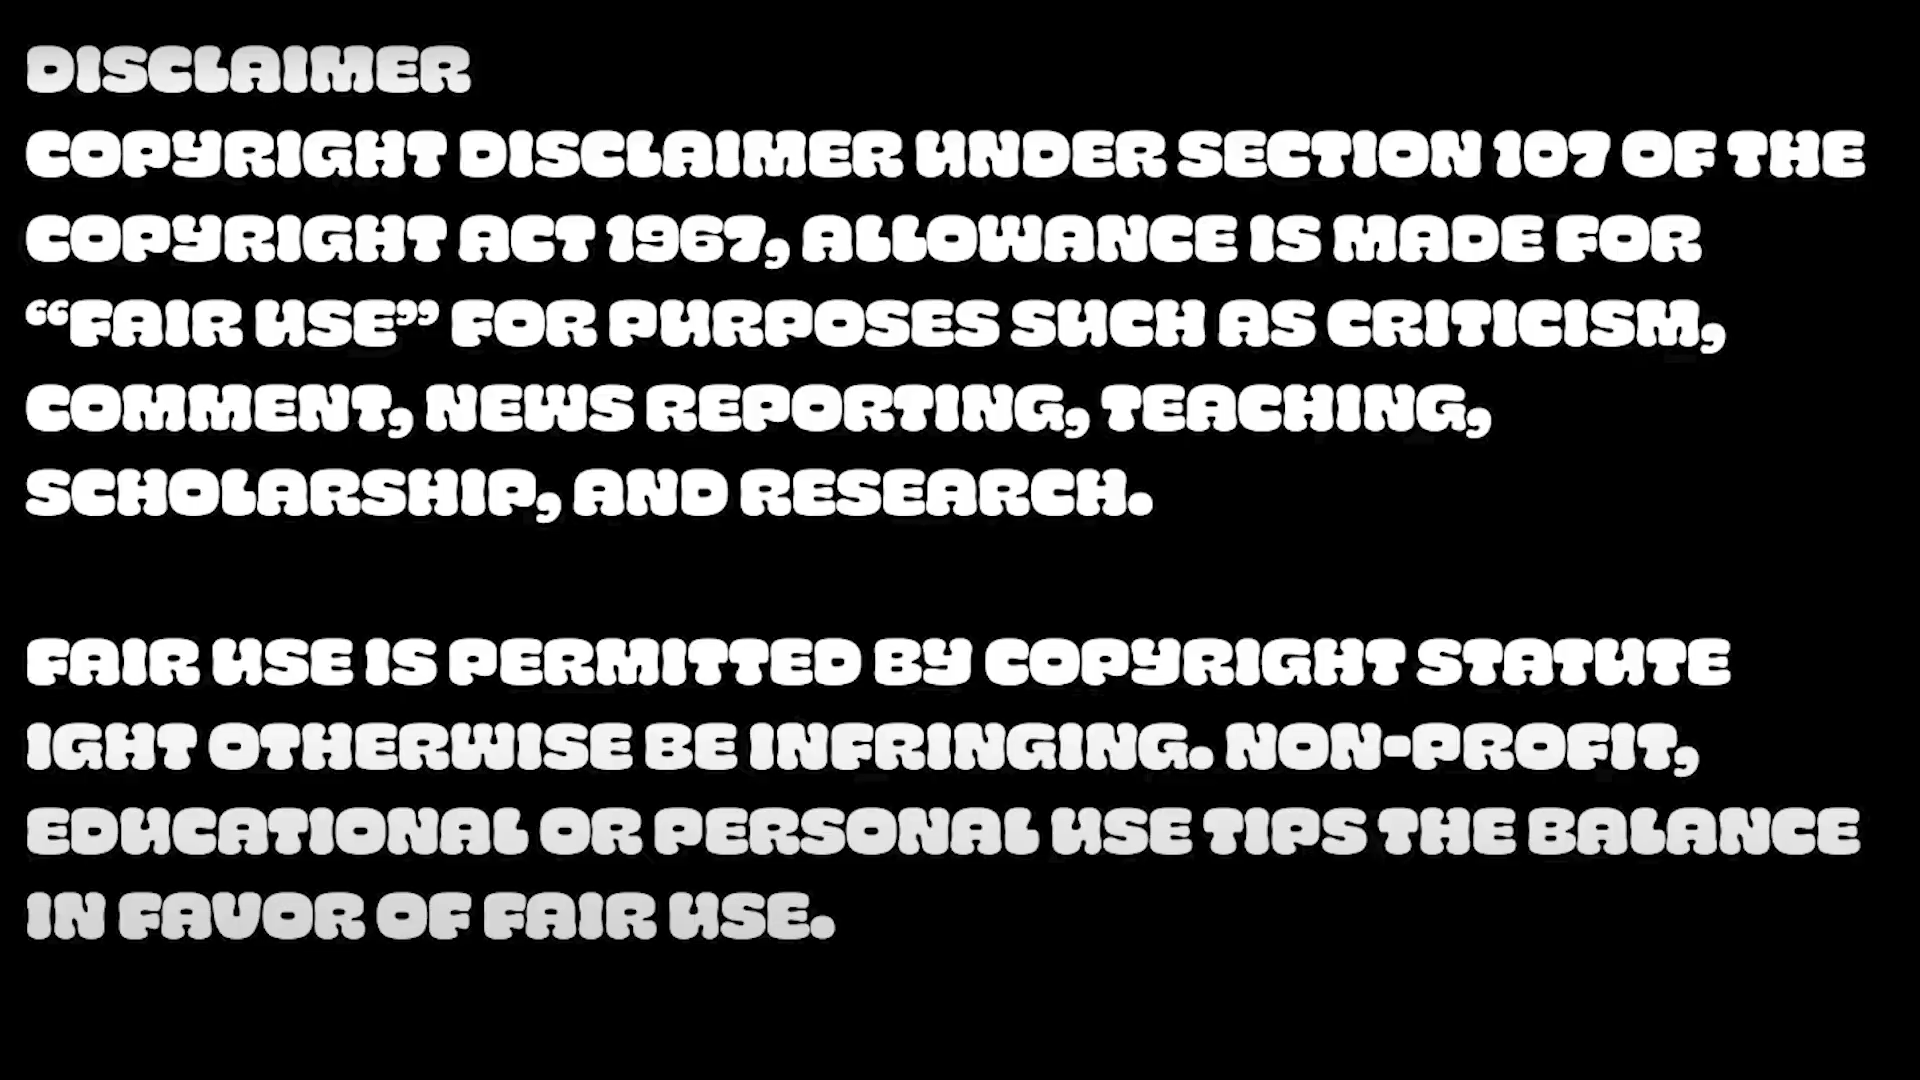 DISCLAIMER
COPYRIGHT DISCLAIMER UNDER SECTION 107 OF THE
COPYRIGHT ACT 1967, ALLOWANCE IS MADE FOR
“FAIR USE” FOR PURPOSES SUCH AS CRITICISM,
COMMENT, NEWS REPORTING, TEACHING,
SCHOLARSHIP, AND RESEARCH.
FAIR USE IS PERMITTED BY COPYRIGHT STATUTE
IGHT OTHERWISE BE INFRINGING. NON-PROFIT,
EDUCATIONAL OR PERSONAL USE TIPS THE BALANCE
IN FAVOR OF FAIR USE.